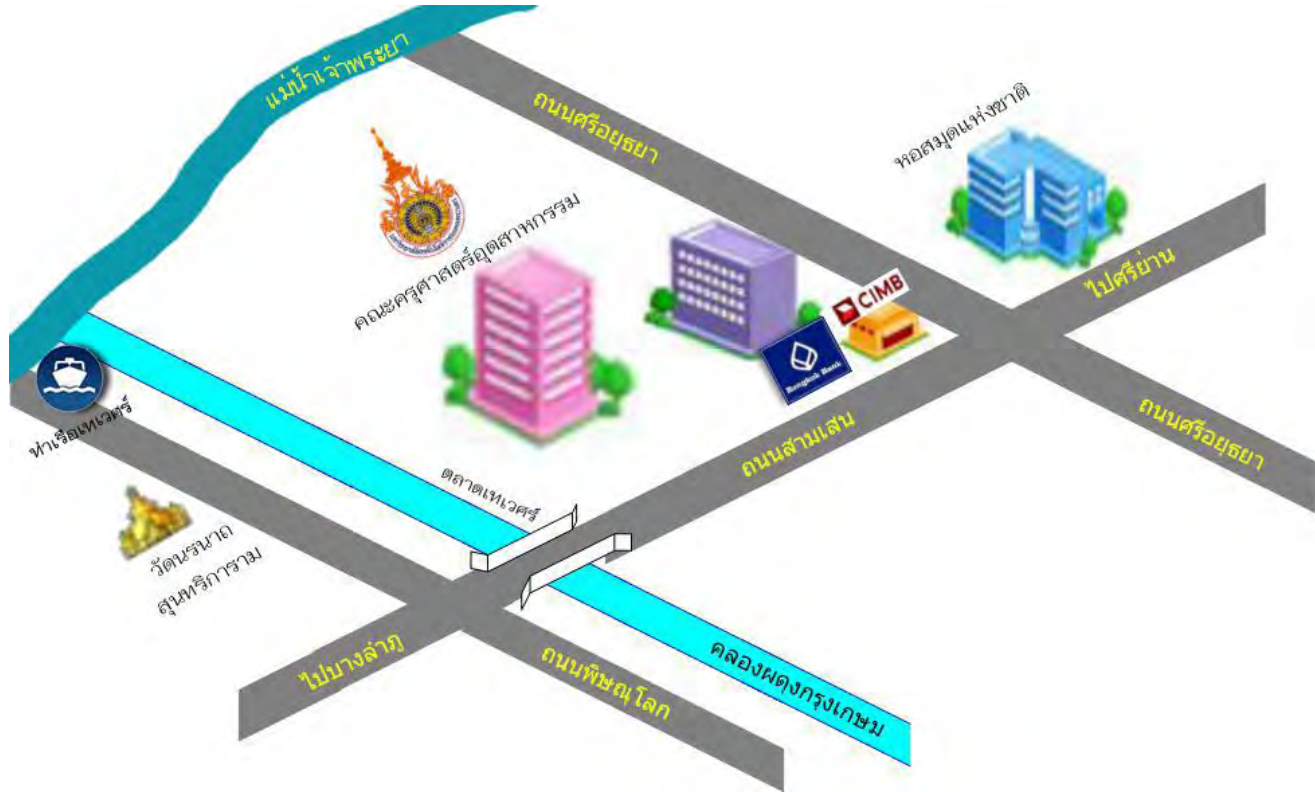 แม่น้ำเจ้าพระยา
ถนนศรีอยุธยา
หอสมุดแห่งชาติ
คณะครุศาสตร์อุตสาหกรรม
CIMB
ไปศรีย่าน
Bangkok Bank
ท่าเรือเทเวศร์
ถนนสามเสน
ถนนศรีอยุธยา
ตลาดเทเวศร์
วัดนรนาถ
สุนทริการาม
ไปบางลำภู
ถนนพิษณุโลก
คลองผดุงกรุงเกษม